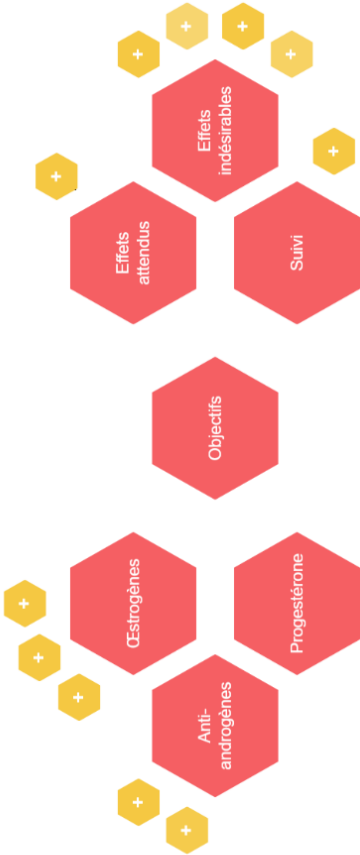 +
+
+
+
+
Œstrogènes
Anti-
androgènes
Progestérone
Objectifs
+
Effets
attendus
+
+
+
+
Effets
indésirables
+
Suivi